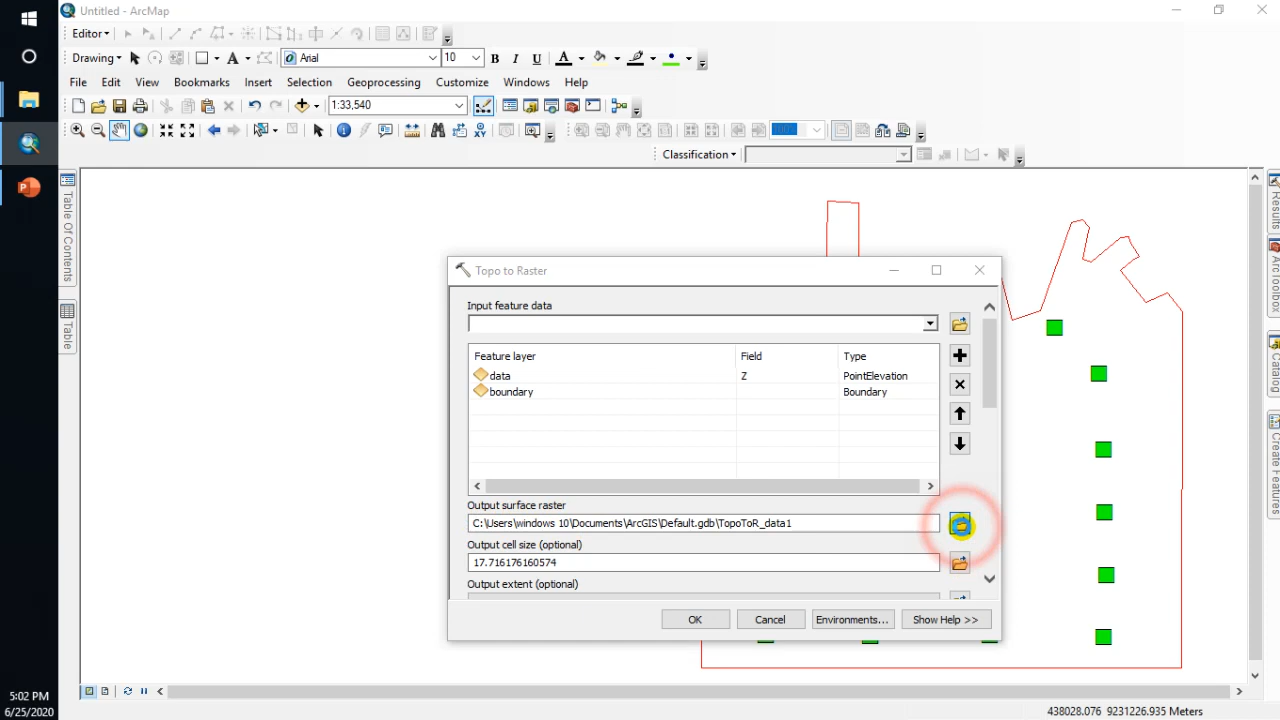 Untitled - ArcMap
Editor
Drawing
A
Arial
10
B
I
U
A
File
Edit
View
Bookmarks
Insert
Selection
Geoprocessing
Customize
Windows
Help
1:33,540
Classification
Table Of Contents
Table
Results
ArcToolbox
Catalog
Create Features
Topo to Raster
Input feature data
Feature layer
Field
Type
data
Z
PointElevation
boundary
Boundary
Output surface raster
C:\Users\windows 10\Documents\ArcGIS\Default.gdb\TopoToR_data1
Output cell size (optional)
17.716176160574
Output extent (optional)
OK
Cancel
Environments...
Show Help >>
5:02 PM
6/25/2020
438028.076 9231226.935 Meters